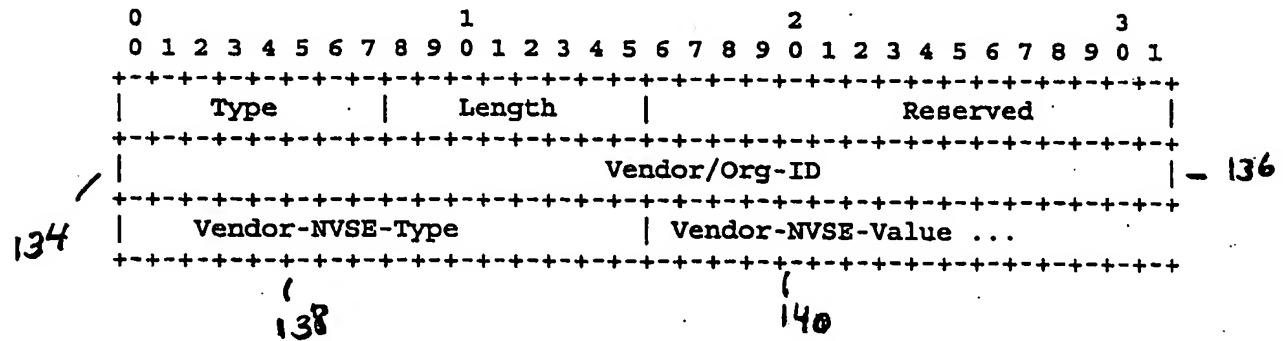 0                   1                   2                   3
0 1 2 3 4 5 6 7 8 9 0 1 2 3 4 5 6 7 8 9 0 1 2 3 4 5 6 7 8 9 0 1
+-+-+-+-+-+-+-+-+-+-+-+-+-+-+-+-+-+-+-+-+-+-+-+-+-+-+-+-+-+-+-+-+
| Type | Length | Reserved |
+-+-+-+-+-+-+-+-+-+-+-+-+-+-+-+-+-+-+-+-+-+-+-+-+-+-+-+-+-+-+-+-+
| Vendor/Org-ID | 136
+-+-+-+-+-+-+-+-+-+-+-+-+-+-+-+-+-+-+-+-+-+-+-+-+-+-+-+-+-+-+-+-+
134 | Vendor-NVSE-Type | Vendor-NVSE-Value ...
+-+-+-+-+-+-+-+-+-+-+-+-+-+-+-+-+-+-+-+-+-+-+-+-+-+-+-+-+-+-+-+-+
138 140